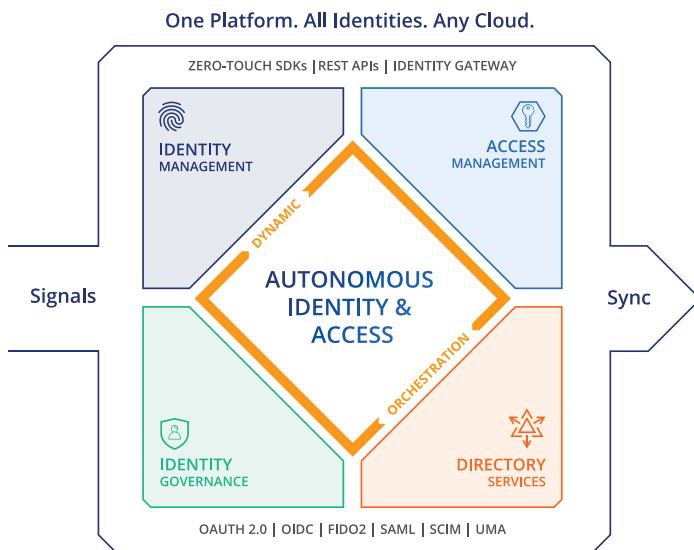 One Platform. All Identities. Any Cloud.
ZERO-TOUCH SDKs | REST APIs | IDENTITY GATEWAY
IDENTITY
MANAGEMENT
ACCESS
MANAGEMENT
DYNAMIC
Signals
AUTONOMOUS
IDENTITY &
ACCESS
Sync
ORCHESTRATION
IDENTITY
GOVERNANCE
DIRECTORY
SERVICES
OAUTH 2.0 | OIDC | FIDO2 | SAML | SCIM | UMA